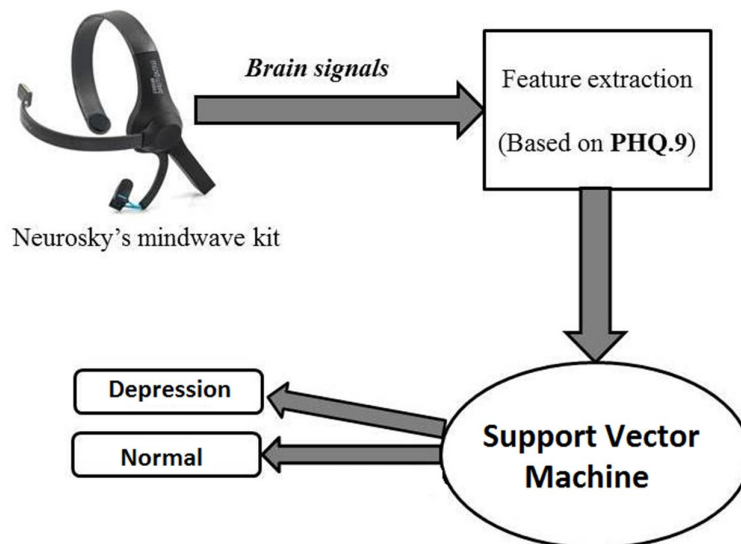 Brain signals
Feature extraction
(Based on PHQ.9)
Neurosky's mindwave kit
Depression
Normal
Support Vector
Machine